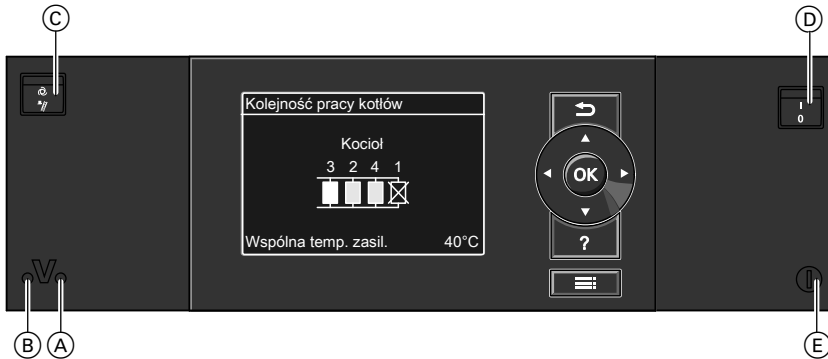 C
D
I
0
Kolejność pracy kotłów
Kocioł
3 2 4 1
Wspólna temp. zasil. 40°C
OK
?
V
B A
E